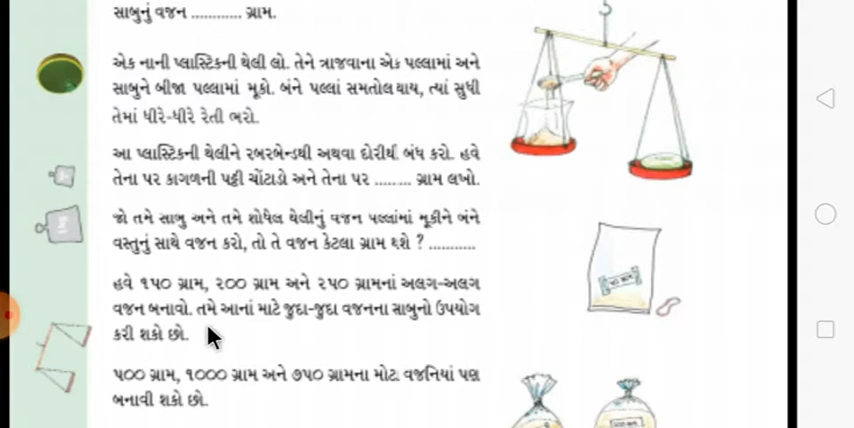 સાબુનું વજન ............ ગ્રામ.
એક નાની પ્લાસ્ટિકની થેલી લો. તેને ત્રાજવાના એક પલ્લામાં અને
સાબુને બીજા પલ્લામાં મૂકો. બંને પલ્લાં સમતોલ થાય, ત્યાં સુધી
તેમાં ધીરે-ધીરે રેતી ભરો.
આ પ્લાસ્ટિકની થેલીને રબરબેન્ડથી અથવા દોરીથી બંધ કરો. હવે
તેના પર કાગળની પટ્ટી ચોંટાડો અને તેના પર ......... ગ્રામ લખો.
જો તમે સાબુ અને તમે શોધેલ થેલીનું વજન પલ્લાંમાં મૂકીને બંને
વસ્તુનું સાથે વજન કરો, તો તે વજન કેટલા ગ્રામ થશે ? ...........
હવે ૧૫૦ ગ્રામ, ૨૦૦ ગ્રામ અને ૨૫૦ ગ્રામનાં અલગ-અલગ
વજન બનાવો. તમે આનાં માટે જુદા-જુદા વજનના સાબુનો ઉપયોગ
કરી શકો છો.
૫૦૦ ગ્રામ, ૧૦૦૦ ગ્રામ અને ૭૫૦ ગ્રામના મોટા વજનિયાં પણ
બનાવી શકો છો.